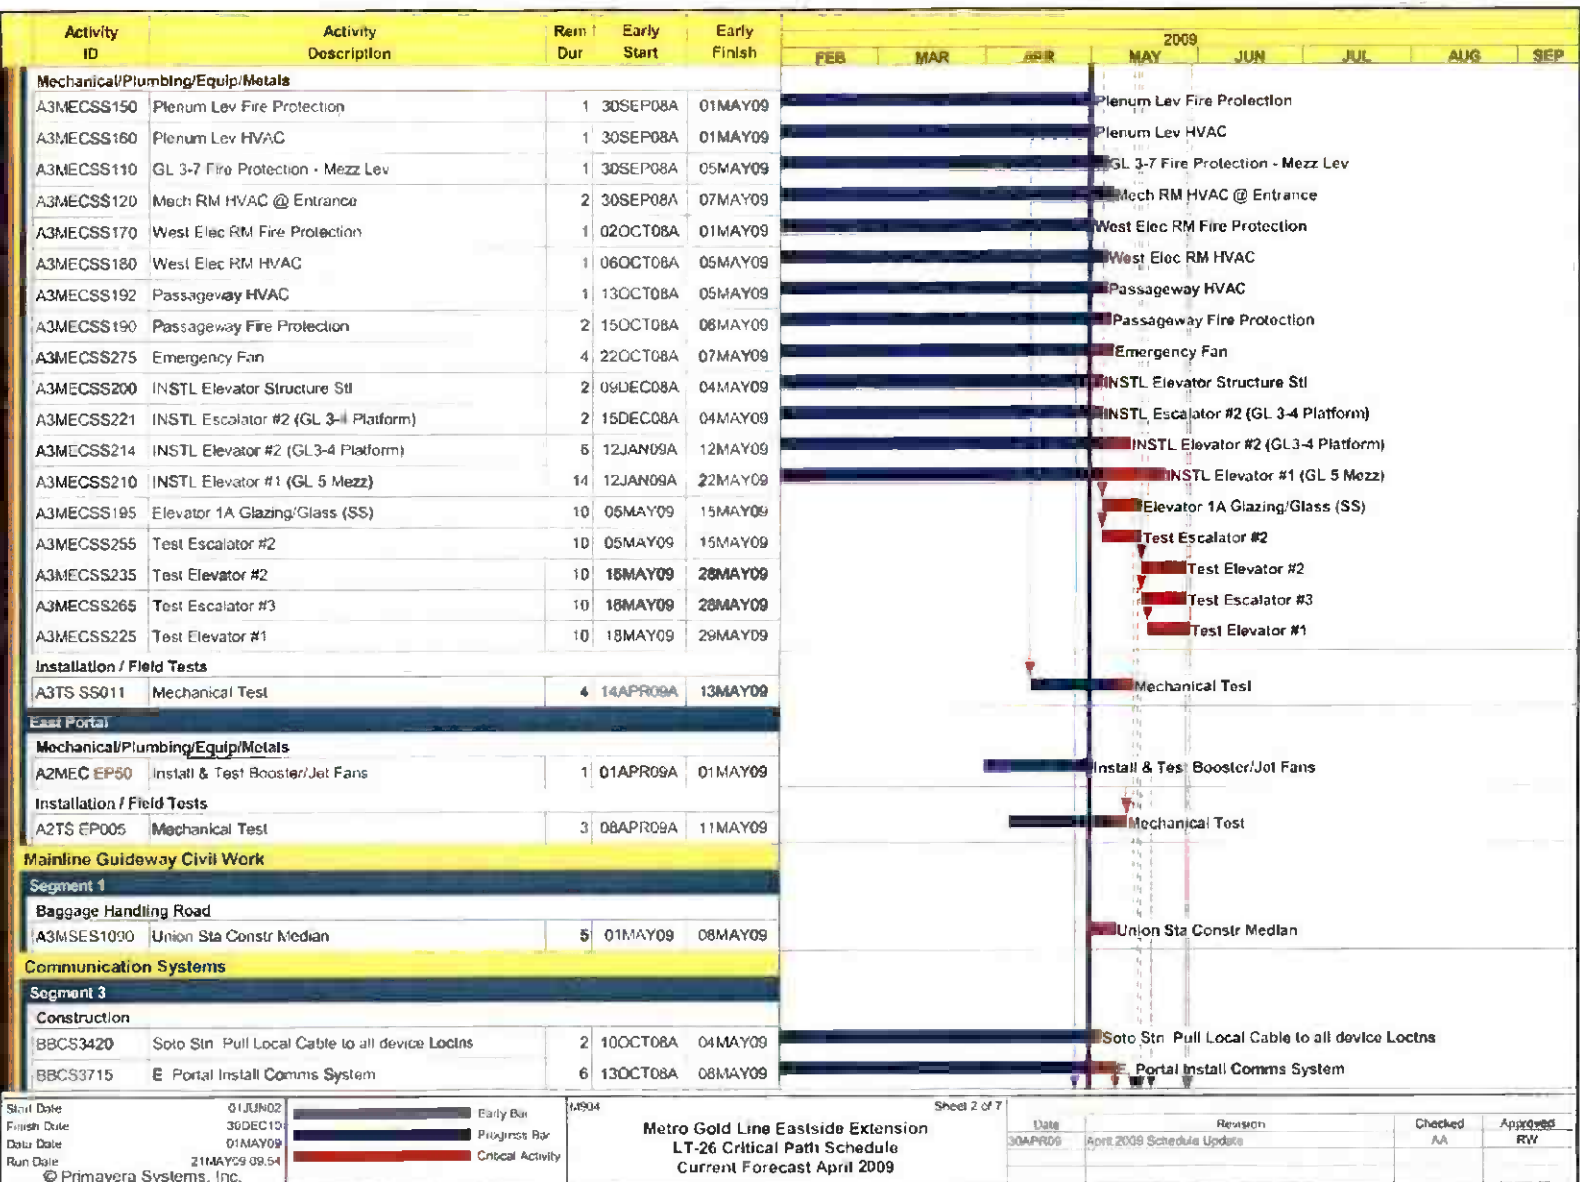 Activity ID Activity Description Rem Dur Early Start Early Finish 2009
FEB MAR APR MAY JUN JUL AUG SEP
Mechanical/Plumbing/Equip/Metals
A3MECSS150 Plenum Lev Fire Protection 1 30SEP08A 01MAY09 Plenum Lev Fire Protection
A3MECSS160 Plenum Lev HVAC 1 30SEP08A 01MAY09 Plenum Lev HVAC
A3MECSS110 GL 3-7 Fire Protection - Mezz Lev 1 30SEP08A 05MAY09 GL 3-7 Fire Protection - Mezz Lev
A3MECSS120 Mech RM HVAC @ Entrance 2 30SEP08A 07MAY09 Mech RM HVAC @ Entrance
A3MECSS170 West Elec RM Fire Protection 1 02OCT08A 01MAY09 West Elec RM Fire Protection
A3MECSS180 West Elec RM HVAC 1 06OCT08A 05MAY09 West Elec RM HVAC
A3MECSS192 Passageway HVAC 1 13OCT08A 05MAY09 Passageway HVAC
A3MECSS190 Passageway Fire Protection 2 15OCT08A 06MAY09 Passageway Fire Protection
A3MECSS275 Emergency Fan 4 22OCT08A 07MAY09 Emergency Fan
A3MECSS200 INSTL Elevator Structure Stl 2 09DEC08A 04MAY09 INSTL Elevator Structure Stl
A3MECSS221 INSTL Escalator #2 (GL 3-4 Platform) 2 15DEC08A 04MAY09 INSTL Escalator #2 (GL 3-4 Platform)
A3MECSS214 INSTL Elevator #2 (GL3-4 Platform) 12JAN09A 12MAY09 INSTL Elevator #2 (GL3-4 Platform)
A3MECSS210 INSTL Elevator #1 (GL 5 Mezz) 14 12JAN09A 22MAY09 INSTL Elevator #1 (GL 5 Mezz)
A3MECSS195 Elevator 1A Glazing/Glass (SS) 10 05MAY09 15MAY09 Elevator 1A Glazing/Glass (SS)
A3MECSS255 Test Escalator #2 10 05MAY09 15MAY09 Test Escalator #2
A3MECSS235 Test Elevator #2 10 15MAY09 28MAY09 Test Elevator #2
A3MECSS265 Test Escalator #3 10 28MAY09 Test Escalator #3
A3MECSS225 Test Elevator #1 10 18MAY09 29MAY09 Test Elevator #1
Installation / Field Tests
A3TS SS011 Mechanical Test 4 14APR09A 13MAY09 Mechanical Test
East Portal
Mechanical/Plumbing/Equip/Metals
A2MEC EP50 Install & Test Booster/Jet Fans 1 01APR09A 01MAY09 Install & Test Booster/Jet Fans
Installation / Field Tests
A2TS EP005 Mechanical Test 3 08APR09A 11MAY09 Mechanical Test
Mainline Guideway Civil Work
Segment 1
Baggage Handling Road
A3MSES1090 Union Sta Constr Median 5 01MAY09 08MAY09 Union Sta Constr Median
Communication Systems
Segment 3
Construction
BBCS3420 Soto Stn Pull Local Cable to all device Loctns 2 10OCT08A 04MAY09 Soto Stn Pull Local Cable to all device Loctns
BBCS3715 E Portal Install Comms System 6 13OCT08A 08MAY09 E. Portal Install Comms System
Start Date 01JUN02
Finish Date 30DEC10
Data Date 01MAY09
Run Date 21MAY09 09:54
© Primavera Systems, Inc.
Early Bar
Progress Bar
Critical Activity
M904
Sheet 2 of 7
Metro Gold Line Eastside Extension
LT-26 Critical Path Schedule
Current Forecast April 2009
Date Revision Checked Approved
30APR09 April 2009 Schedule Update AA RW